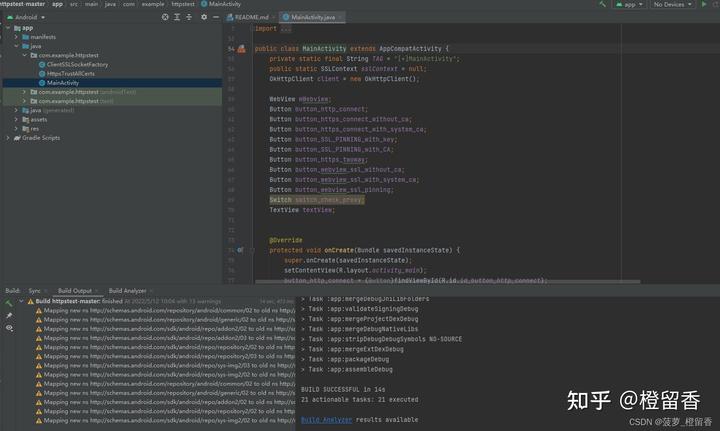 httpstest-master > app > src > main > java > com > example > httpstest > MainActivity
app
No Devices
Android
README.md
MainActivity.java
app
manifests
java
com.example.httpstest
ClientSSLSocketFactory
HttpsTrustAllCerts
MainActivity
com.example.httpstest (androidTest)
com.example.httpstest (test)
java (generated)
assets
res
Gradle Scripts
import ...
54 public class MainActivity extends AppCompatActivity {
private static final String TAG = "[+]MainActivity";
public static SSLContext sslContext = null;
OkHttpClient client = new OkHttpClient();
WebView mWebview;
Button button_http_connect;
Button button_https_connect_without_ca;
Button button_https_connect_with_system_ca;
Button button_SSL_PINNING_with_key;
Button button_SSL_PINNING_with_CA;
Button button_https_twoway;
Button button_webview_ssl_without_ca;
Button button_webview_ssl_with_system_ca;
Button button_webview_ssl_pinning;
Switch switch_check_proxy;
TextView textView;
@Override
protected void onCreate(Bundle savedInstanceState) {
super.onCreate(savedInstanceState);
setContentView(R.layout.activity_main);
button_http_connect = (Button)findViewById(R.id.id_button_http_connect);
Build: Sync Build Output Build Analyzer
Build httpstest-master: finished At 2022/5/12 10:04 with 13 warnings
Mapping new ns http://schemas.android.com/repository/android/common/02 to old ns http://
Mapping new ns http://schemas.android.com/repository/android/generic/02 to old ns http://
Mapping new ns http://schemas.android.com/sdk/android/repo/addon2/02 to old ns http://
Mapping new ns http://schemas.android.com/sdk/android/repo/addon2/03 to old ns http://
Mapping new ns http://schemas.android.com/sdk/android/repo/repository2/02 to old ns http
Mapping new ns http://schemas.android.com/sdk/android/repo/repository2/03 to old ns http
Mapping new ns http://schemas.android.com/sdk/android/repo/sys-img2/03 to old ns http://
Mapping new ns http://schemas.android.com/sdk/android/repo/sys-img2/02 to old ns http://
Mapping new ns http://schemas.android.com/repository/android/common/02 to old ns http://
Mapping new ns http://schemas.android.com/repository/android/generic/02 to old ns http://
Mapping new ns http://schemas.android.com/sdk/android/repo/addon2/02 to old ns http://
Mapping new ns http://schemas.android.com/sdk/android/repo/repository2/02 to old ns http
Mapping new ns http://schemas.android.com/sdk/android/repo/sys-img2/02 to old ns http://
> Task :app:mergeDebugJniLibFolders
> Task :app:validateSigningDebug
> Task :app:mergeProjectDexDebug
> Task :app:mergeDebugNativeLibs
> Task :app:stripDebugDebugSymbols NO-SOURCE
> Task :app:mergeExtDexDebug
> Task :app:packageDebug
> Task :app:assembleDebug
BUILD SUCCESSFUL in 14s
21 actionable tasks: 21 executed
Build Analyzer results available
知乎 @橙留香
CSDN @菠萝_橙留香